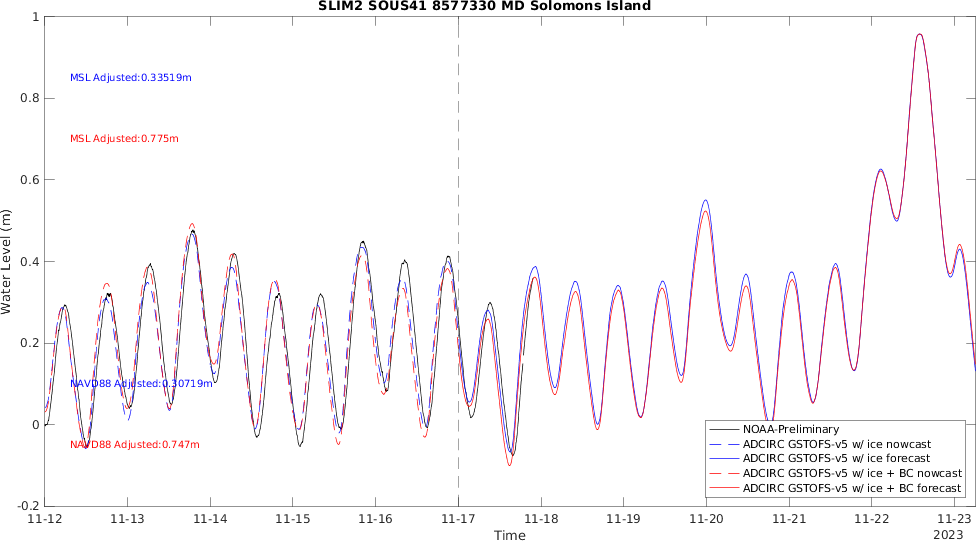 SLIM2 SOUS41 8577330 MD Solomons Island
Water Level (m)
1
0.8
0.6
0.4
0.2
0
-0.2
MSL Adjusted:0.33519m
MSL Adjusted:0.775m
NAVD88 Adjusted:0.30719m
NAVD88 Adjusted:0.747m
NOAA-Preliminary
ADCIRC GSTOFS-v5 w/ ice nowcast
ADCIRC GSTOFS-v5 w/ ice forecast
ADCIRC GSTOFS-v5 w/ ice + BC nowcast
ADCIRC GSTOFS-v5 w/ ice + BC forecast
11-12 11-13 11-14 11-15 11-16 11-17 11-18 11-19 11-20 11-21 11-22 11-23
Time
2023